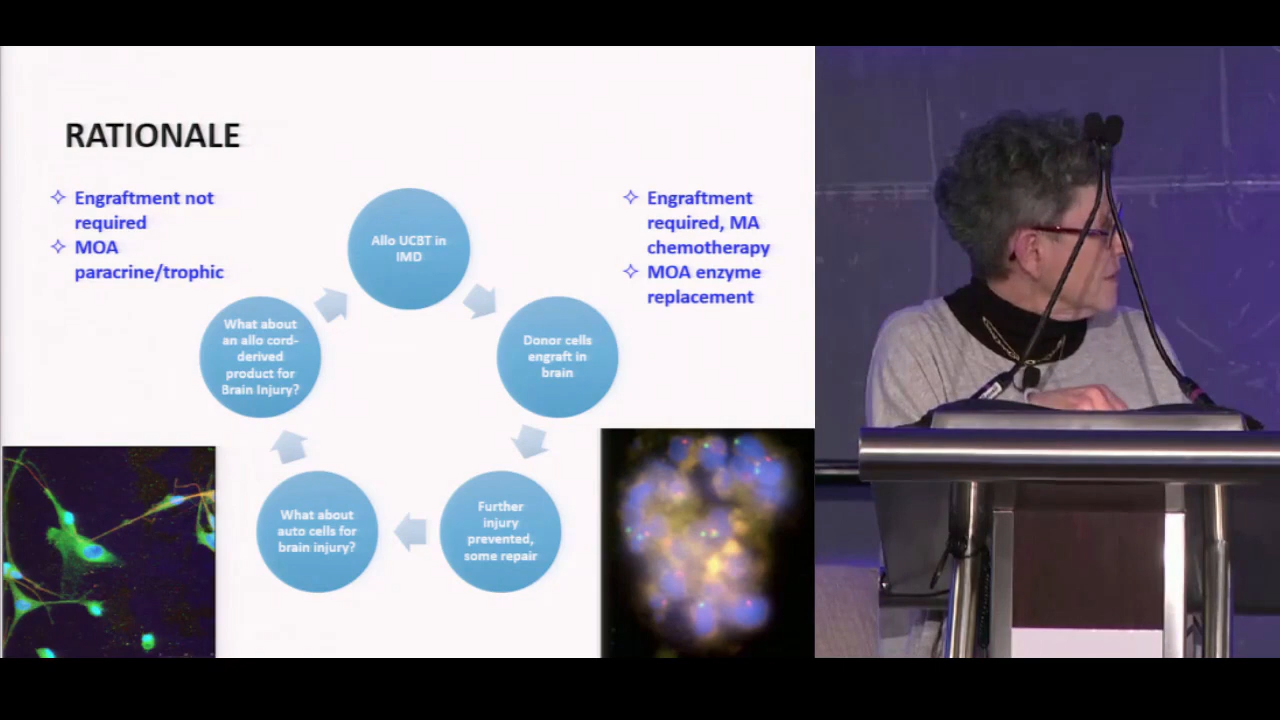 RATIONALE
✧ Engraftment not
required
✧ MOA
paracrine/trophic
✧ Engraftment
required, MA
chemotherapy
✧ MOA enzyme
replacement
Allo UCBT in
IMD
Donor cells
engraft in
brain
Further
injury
prevented,
some repair
What about
auto cells for
brain injury?
What about
an allo cord-
derived
product for
Brain Injury?